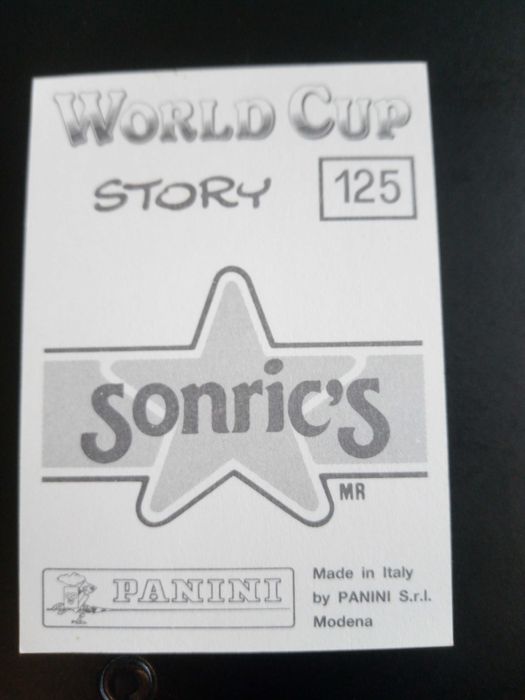 WORLD CUP
STORY 125
sonric's
MR
PANINI
Made in Italy
by PANINI S.r.l.
Modena